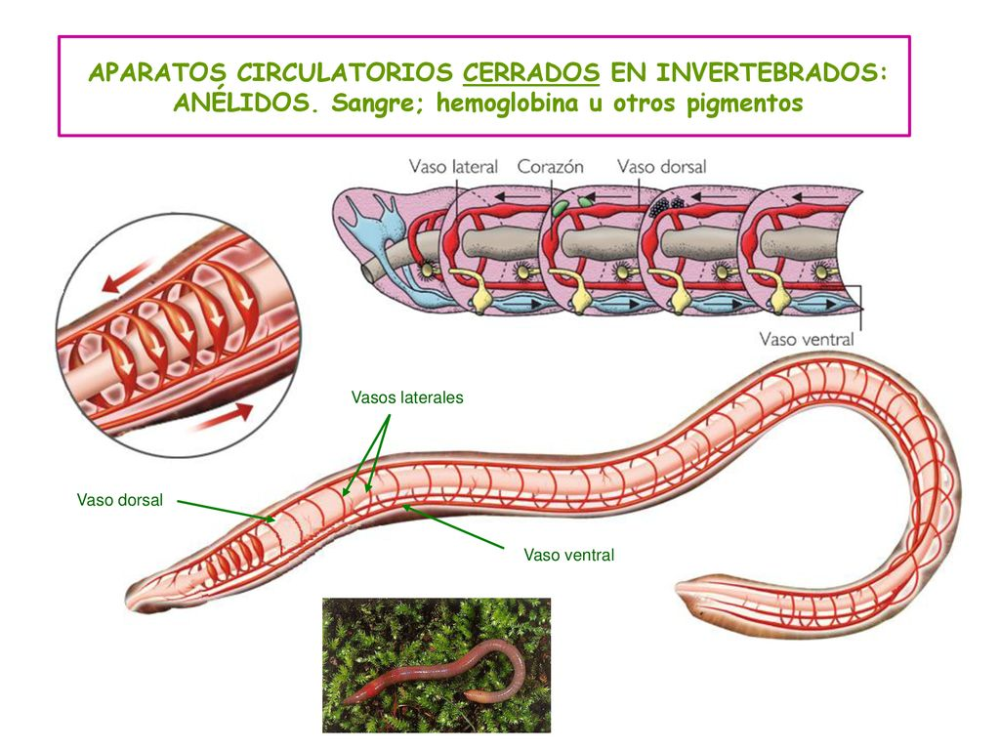 APARATOS CIRCULATORIOS CERRADOS EN INVERTEBRADOS:
ANÉLIDOS. Sangre; hemoglobina u otros pigmentos
Vaso lateral Corazón Vaso dorsal
Vaso ventral
Vasos laterales
Vaso dorsal
Vaso ventral